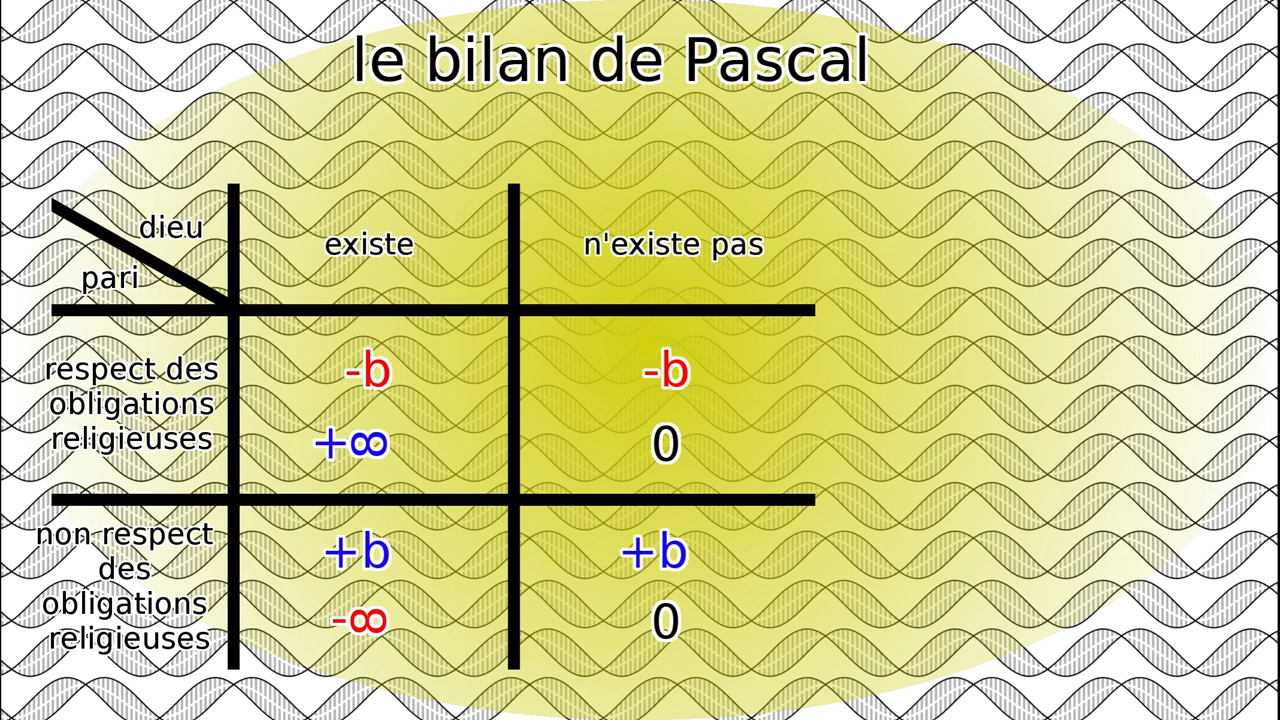 le bilan de Pascal
dieu
pari
existe
n'existe pas
respect des
obligations
religieuses
-b
-b
+∞
0
non respect
des
obligations
religieuses
+b
+b
-∞
0